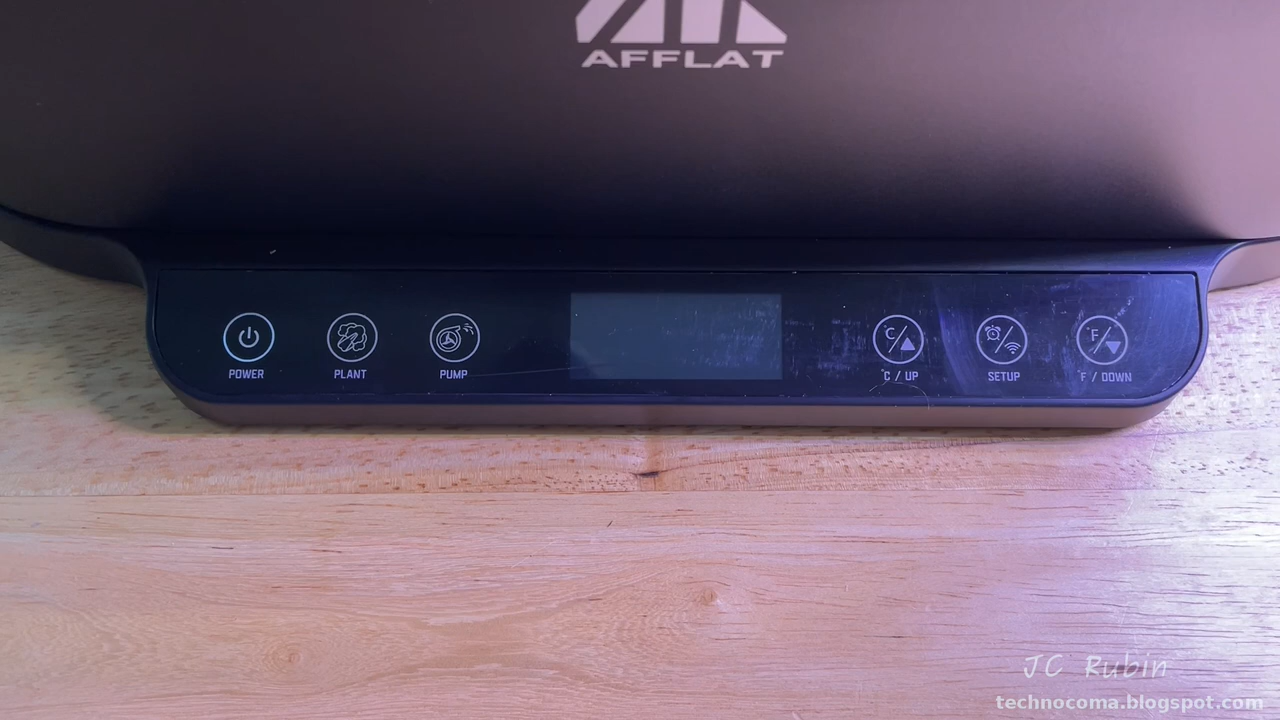 AFFLAT
POWER
PLANT
PUMP
°C
°C / UP
SETUP
°F
°F / DOWN
JC Rubin
technocoma.blogspot.com